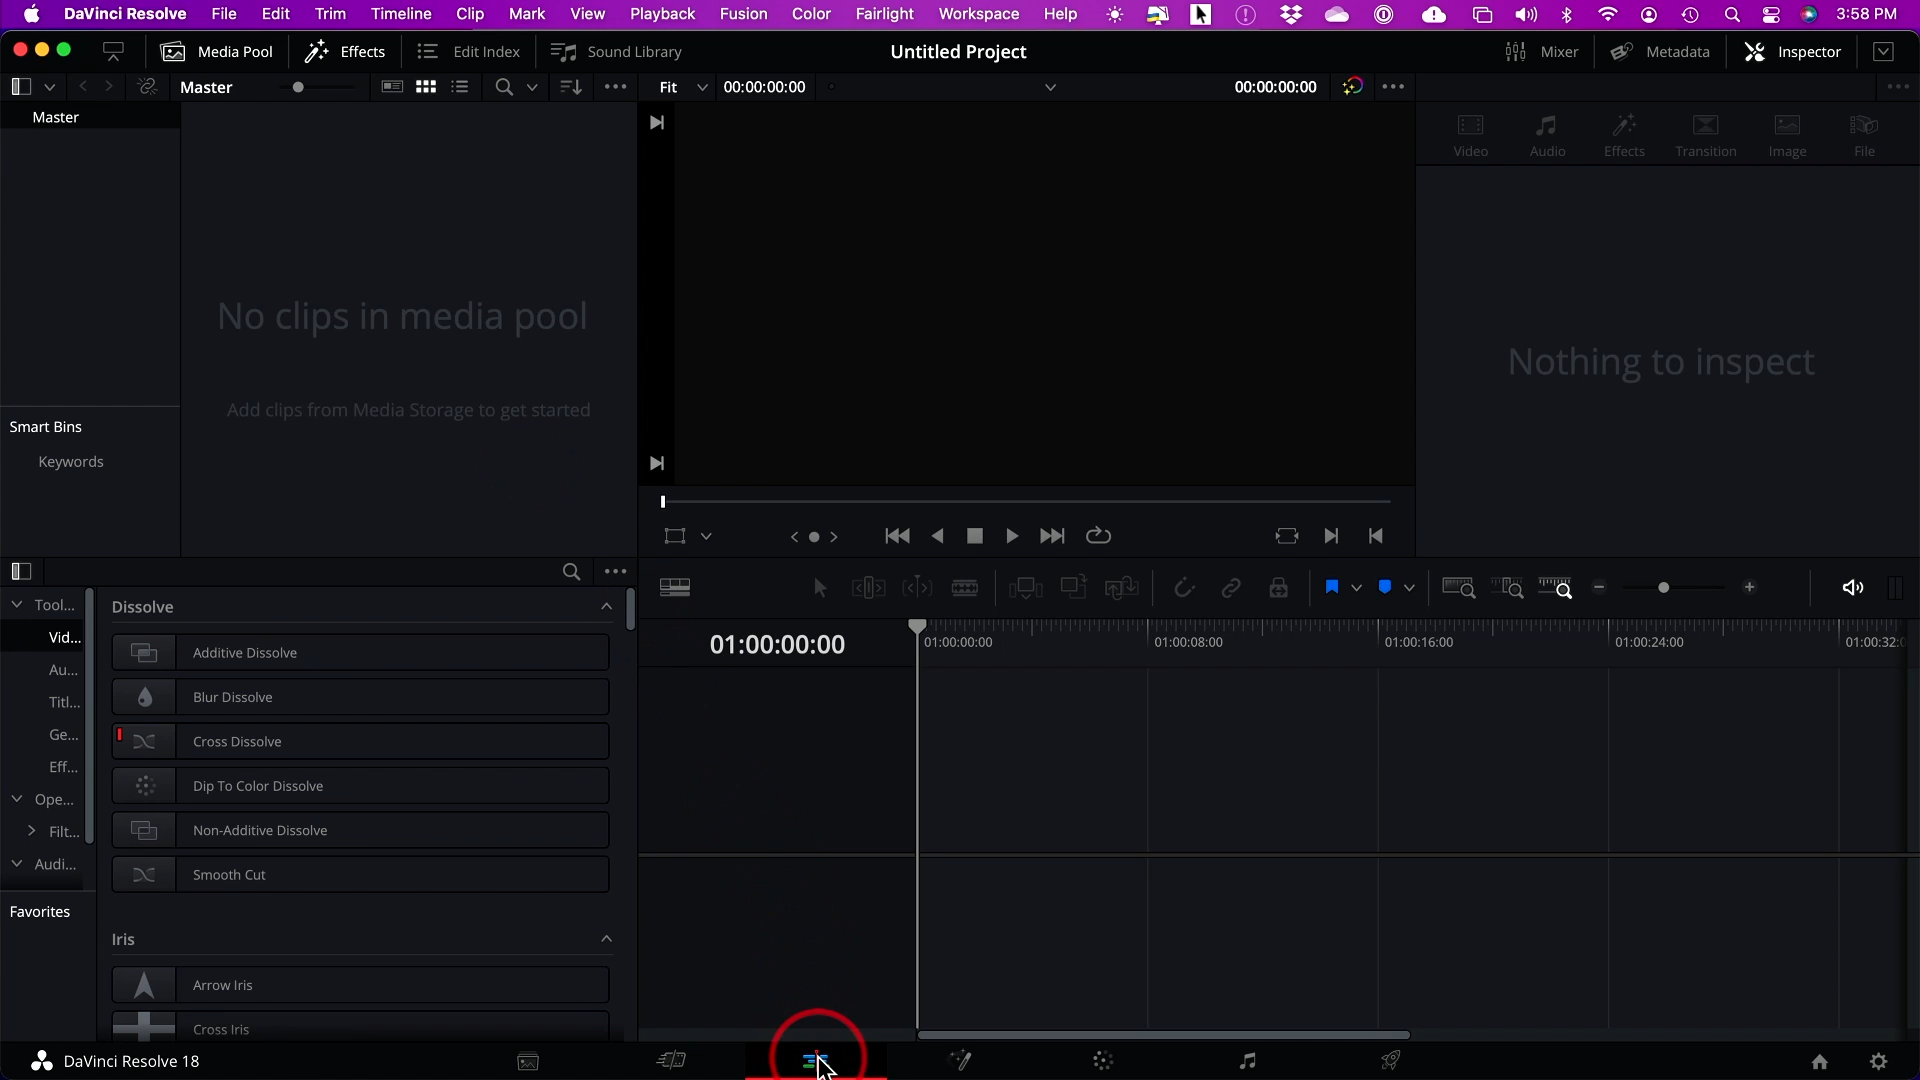 DaVinci Resolve File Edit Trim Timeline Clip Mark View Playback Fusion Color Fairlight Workspace Help 3:58 PM
Media Pool Effects Edit Index Sound Library Untitled Project Mixer Metadata Inspector
Master Fit 00:00:00:00 00:00:00:00
Master
Video Audio Effects Transition Image File
No clips in media pool
Nothing to inspect
Add clips from Media Storage to get started
Smart Bins
Keywords
Tool...
Vid...
Au...
Titl...
Ge...
Eff...
Ope...
Filt...
Audi...
Favorites
Dissolve
Additive Dissolve
Blur Dissolve
Cross Dissolve
Dip To Color Dissolve
Non-Additive Dissolve
Smooth Cut
Iris
Arrow Iris
Cross Iris
01:00:00:00
01:00:00:00 01:00:08:00 01:00:16:00 01:00:24:00 01:00:32:0
DaVinci Resolve 18